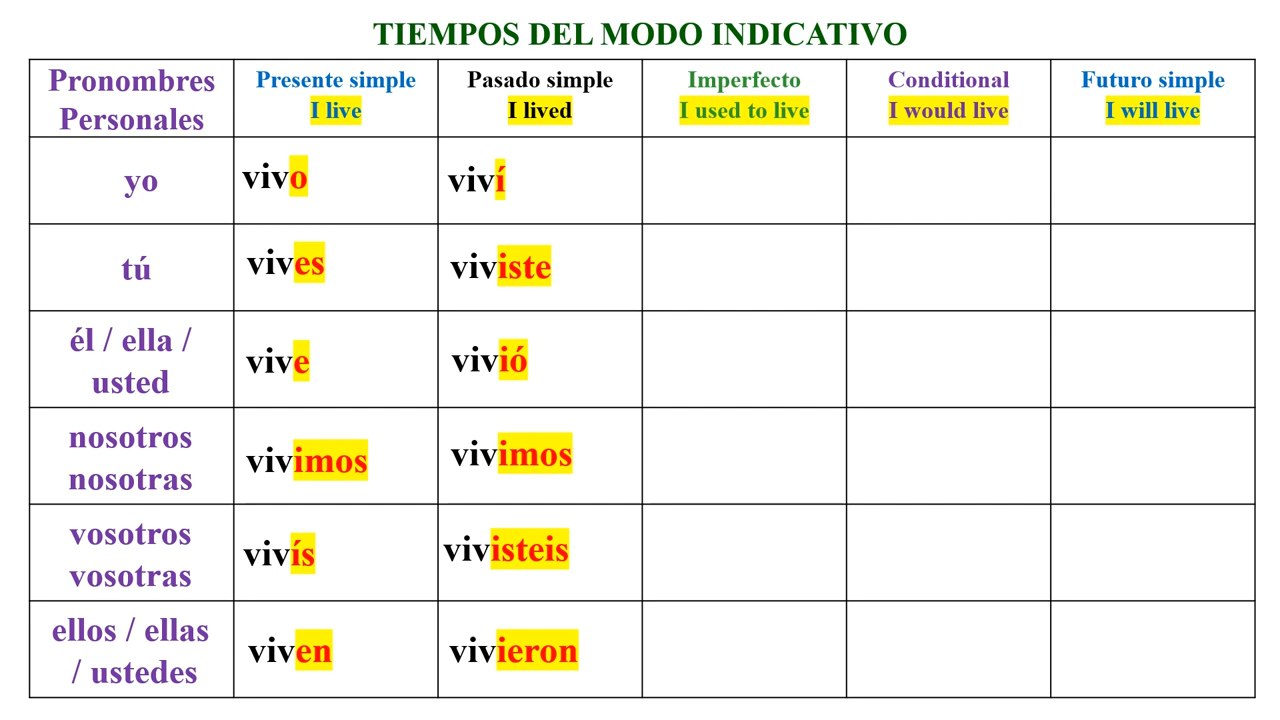 TIEMPOS DEL MODO INDICATIVO
Pronombres Personales
Presente simple
I live
Pasado simple
I lived
Imperfecto
I used to live
Conditional
I would live
Futuro simple
I will live
yo
vivo
viví
tú
vives
viviste
él / ella /
usted
vive
vivió
nosotros
nosotras
vivimos
vivimos
vosotros
vosotras
vivís
vivisteis
ellos / ellas
/ ustedes
viven
vivieron